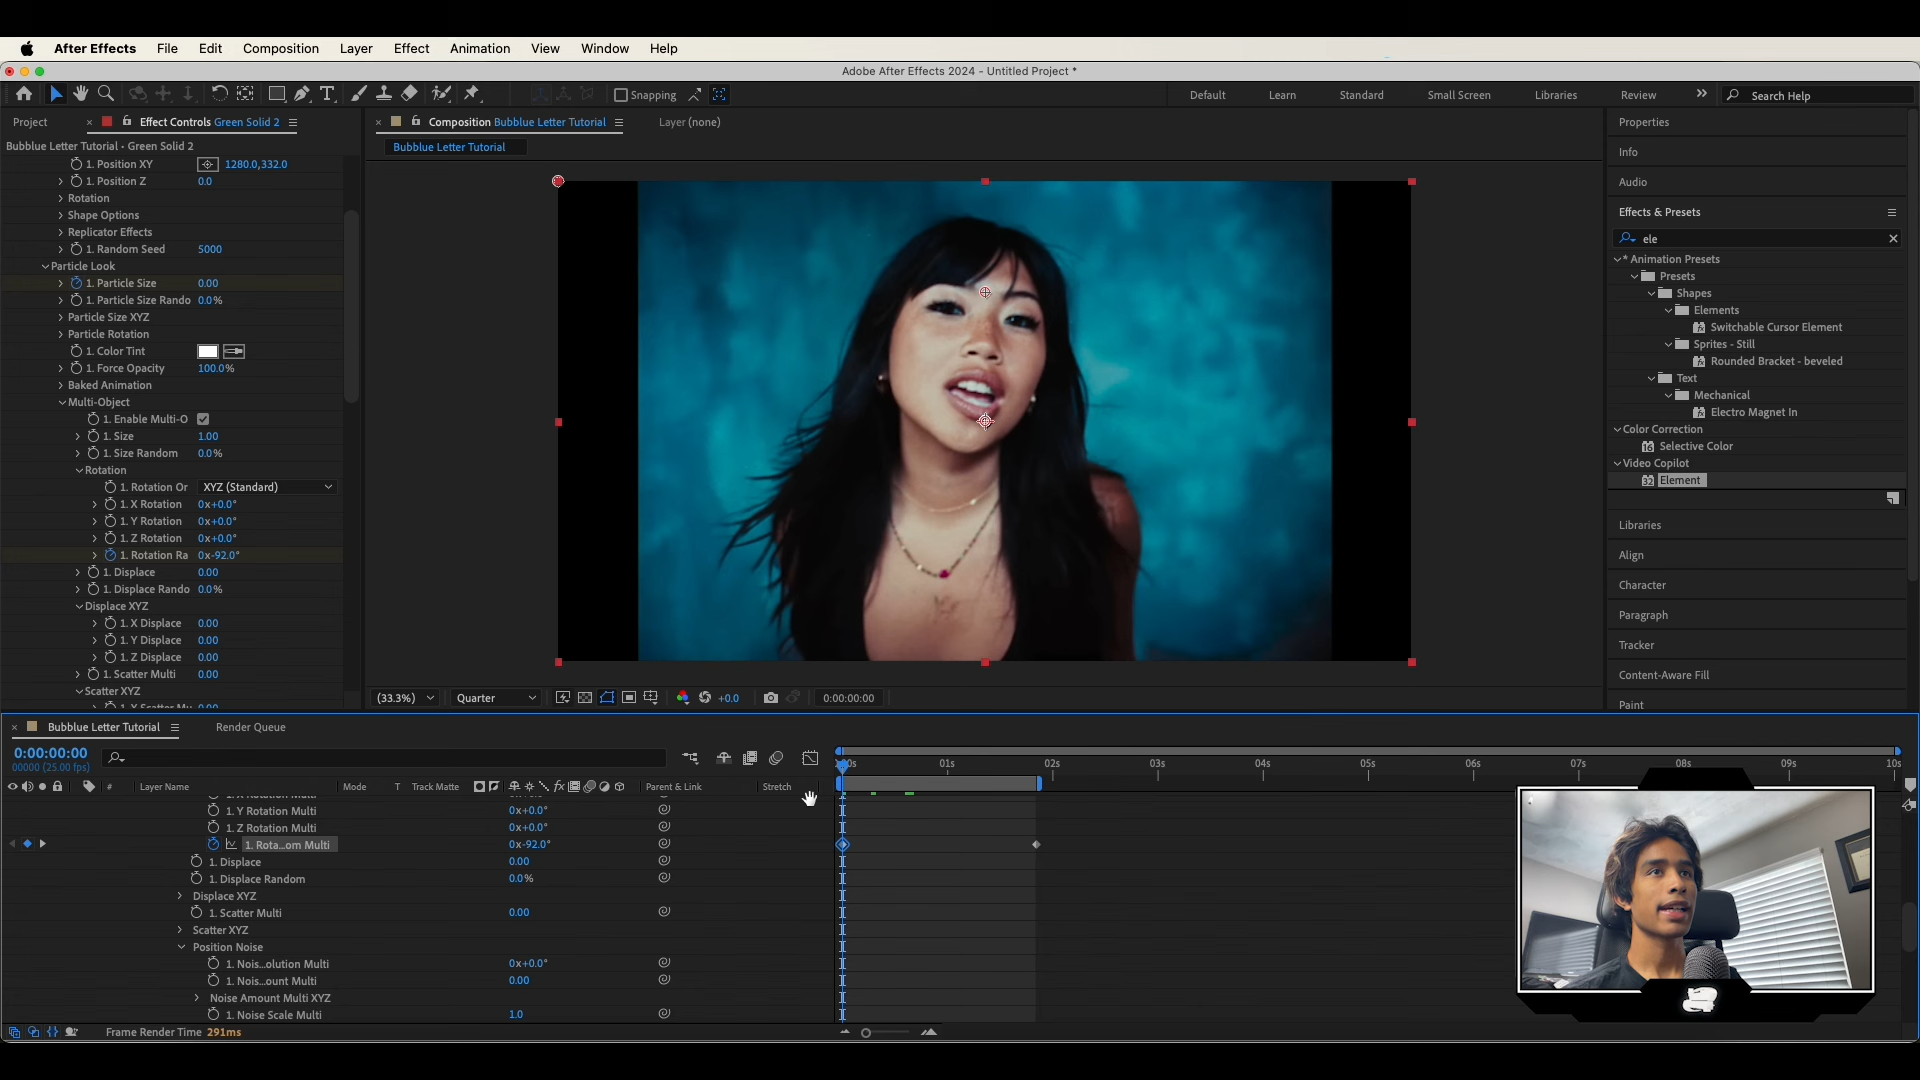 After Effects File Edit Composition Layer Effect Animation View Window Help
Adobe After Effects 2024 - Untitled Project *
Snapping Default Learn Standard Small Screen Libraries Review Search Help
Project Effect Controls Green Solid 2 Composition Bubblue Letter Tutorial Layer (none)
Bubblue Letter Tutorial • Green Solid 2
Bubblue Letter Tutorial
1. Position XY 1280.0,332.0
1. Position Z 0.0
Rotation
Shape Options
Replicator Effects
1. Random Seed 5000
Particle Look
1. Particle Size 0.00
1. Particle Size Rando 0.0%
Particle Size XYZ
Particle Rotation
1. Color Tint
1. Force Opacity 100.0%
Baked Animation
Multi-Object
1. Enable Multi-O
1. Size 1.00
1. Size Random 0.0%
Rotation
1. Rotation Or XYZ (Standard)
1. X Rotation 0x+0.0°
1. Y Rotation 0x+0.0°
1. Z Rotation 0x+0.0°
1. Rotation Ra 0x-92.0°
1. Displace 0.00
1. Displace Rando 0.0%
Displace XYZ
1. X Displace 0.00
1. Y Displace 0.00
1. Z Displace 0.00
1. Scatter Multi 0.00
Scatter XYZ
(33.3%) Quarter +0.0 0:00:00:00
Properties
Info
Audio
Effects & Presets
ele
* Animation Presets
Presets
Shapes
Elements
Switchable Cursor Element
Sprites - Still
Rounded Bracket - beveled
Text
Mechanical
Electro Magnet In
Color Correction
16 Selective Color
Video Copilot
32 Element
Libraries
Align
Character
Paragraph
Tracker
Content-Aware Fill
Paint
Bubblue Letter Tutorial Render Queue
0:00:00:00
00000 (25.00 fps)
01s 02s 03s 04s 05s 06s 07s 08s 09s 10s
# Layer Name Mode T Track Matte fx Parent & Link Stretch
1. Y Rotation Multi 0x+0.0°
1. Z Rotation Multi 0x+0.0°
1. Rota...om Multi 0x-92.0°
1. Displace 0.00
1. Displace Random 0.0%
Displace XYZ
1. Scatter Multi 0.00
Scatter XYZ
Position Noise
1. Nois...olution Multi 0x+0.0°
1. Nois...ount Multi 0.00
Noise Amount Multi XYZ
1. Noise Scale Multi 1.0
Frame Render Time 291ms